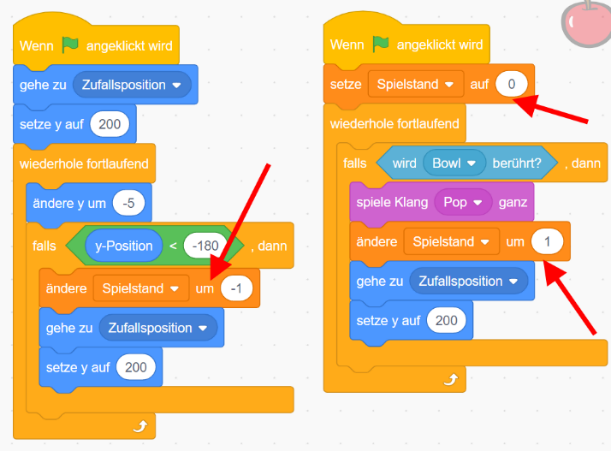 Wenn angeklickt wird
gehe zu Zufallsposition
setze y auf 200
wiederhole fortlaufend
ändere y um -5
falls y-Position < -180 , dann
ändere Spielstand um -1
gehe zu Zufallsposition
setze y auf 200
Wenn angeklickt wird
setze Spielstand auf 0
wiederhole fortlaufend
falls wird Bowl berührt? , dann
spiele Klang Pop ganz
ändere Spielstand um 1
gehe zu Zufallsposition
setze y auf 200